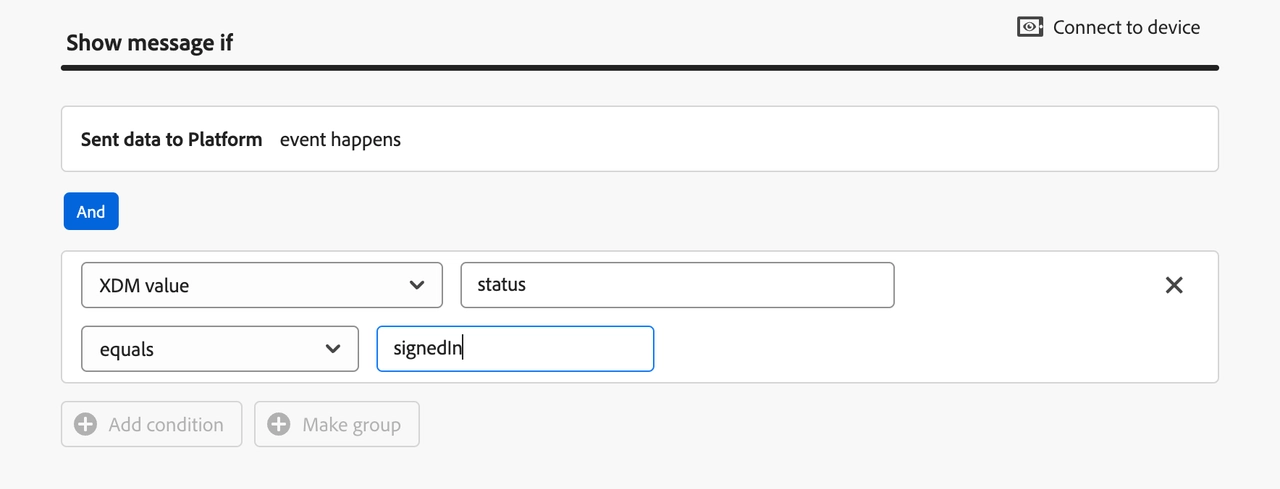 Connect to device
Show message if
Sent data to Platform event happens
And
XDM value status
equals signedIn
Add condition Make group